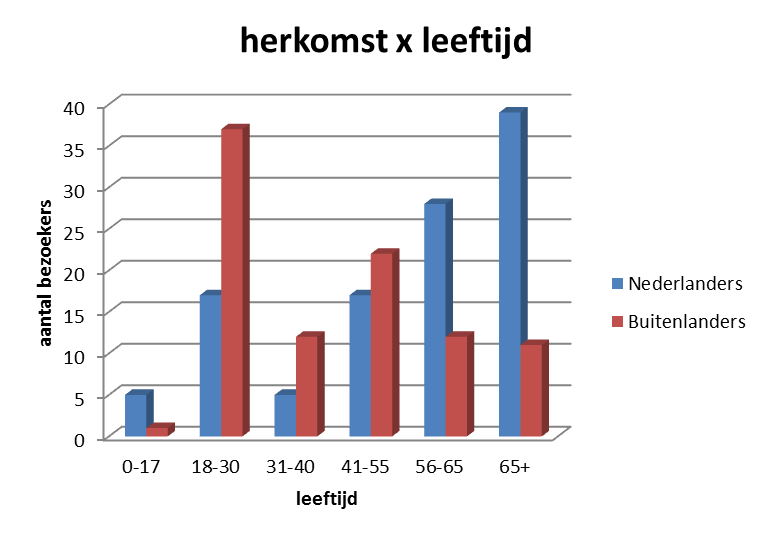 herkomst x leeftijd
aantal bezoekers
40
35
30
25
20
15
10
5
0
0-17 18-30 31-40 41-55 56-65 65+
leeftijd
Nederlanders
Buitenlanders